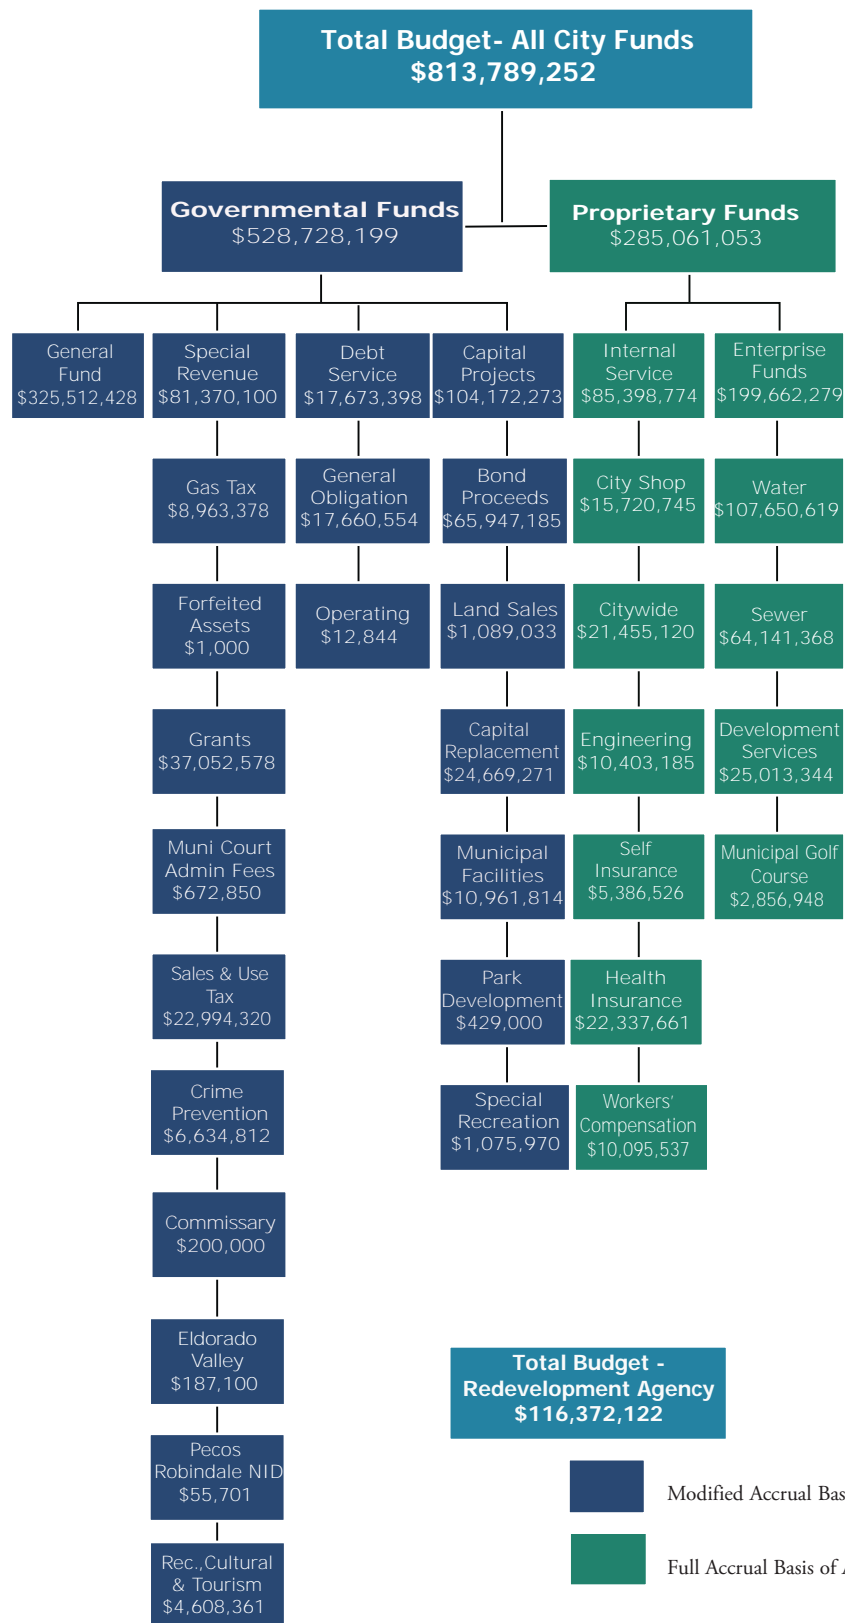 Total Budget- All City Funds
$813,789,252
Governmental Funds
$528,728,199
Proprietary Funds
$285,061,053
General
Fund
$325,512,428
Special
Revenue
$81,370,100
Debt
Service
$17,673,398
Capital
Projects
$104,172,273
Internal
Service
$85,398,774
Enterprise
Funds
$199,662,279
Gas Tax
$8,963,378
General
Obligation
$17,660,554
Bond
Proceeds
$65,947,185
City Shop
$15,720,745
Water
$107,650,619
Forfeited
Assets
$1,000
Operating
$12,844
Land Sales
$1,089,033
Citywide
$21,455,120
Sewer
$64,141,368
Grants
$37,052,578
Capital
Replacement
$24,669,271
Engineering
$10,403,185
Development
Services
$25,013,344
Muni Court
Admin Fees
$672,850
Municipal
Facilities
$10,961,814
Self
Insurance
$5,386,526
Municipal Golf
Course
$2,856,948
Sales & Use
Tax
$22,994,320
Park
Development
$429,000
Health
Insurance
$22,337,661
Crime
Prevention
$6,634,812
Special
Recreation
$1,075,970
Workers'
Compensation
$10,095,537
Commissary
$200,000
Eldorado
Valley
$187,100
Pecos
Robindale NID
$55,701
Rec.,Cultural
& Tourism
$4,608,361
Total Budget -
Redevelopment Agency
$116,372,122
Modified Accrual Bas
Full Accrual Basis of A